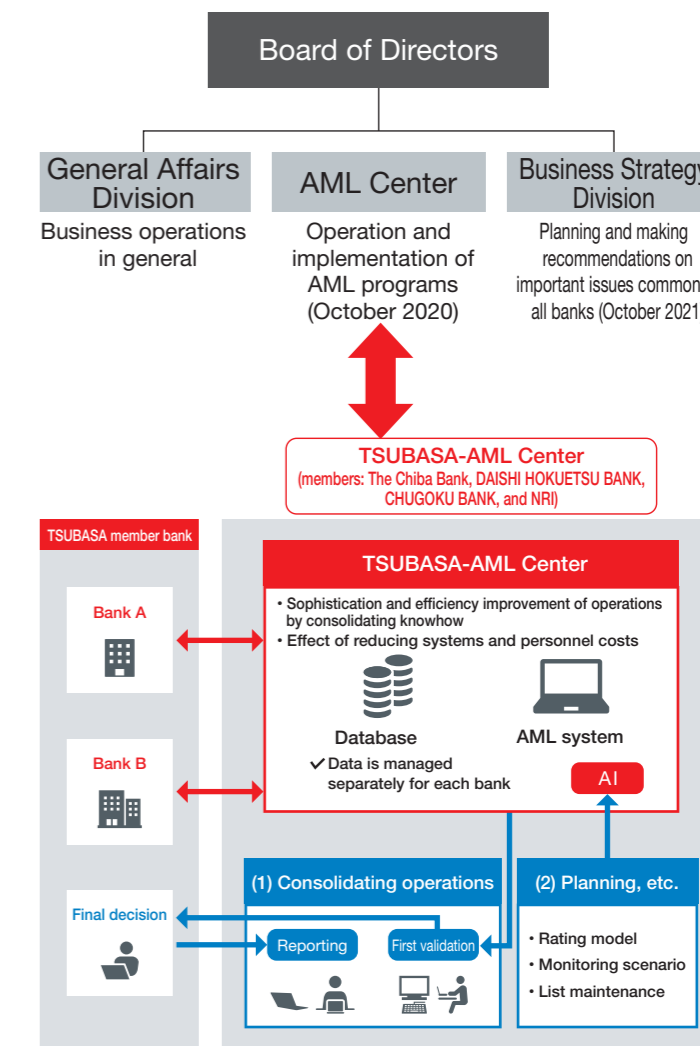 Board of Directors
General Affairs
Division
Business operations
in general
AML Center
Operation and
implementation of
AML programs
(October 2020)
Business Strategy
Division
Planning and making
recommendations on
important issues common
all banks (October 2021
TSUBASA-AML Center
(members: The Chiba Bank, DAISHI HOKUETSU BANK,
CHUGOKU BANK, and NRI)
TSUBASA member bank
Bank A
Bank B
Final decision
TSUBASA-AML Center
• Sophistication and efficiency improvement of operations
by consolidating knowhow
• Effect of reducing systems and personnel costs
Database
✓ Data is managed
separately for each bank
AML system
AI
(1) Consolidating operations
Reporting
First validation
(2) Planning, etc.
• Rating model
• Monitoring scenario
• List maintenance